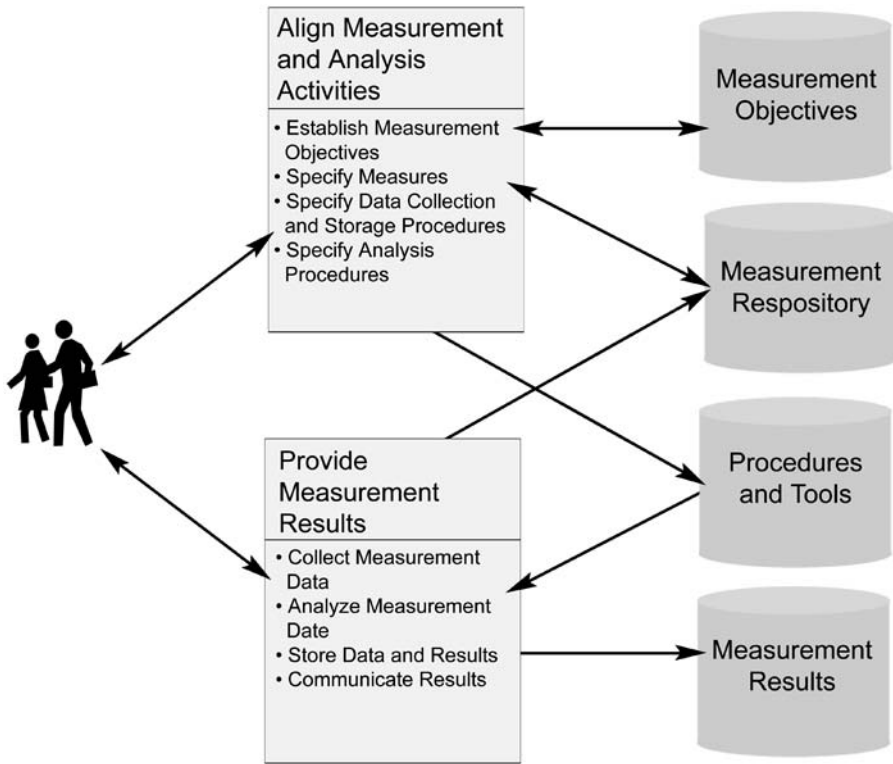 Align Measurement
and Analysis
Activities
• Establish Measurement
Objectives
• Specify Measures
• Specify Data Collection
and Storage Procedures
• Specify Analysis
Procedures
Provide
Measurement
Results
• Collect Measurement
Data
• Analyze Measurement
Date
• Store Data and Results
• Communicate Results
Measurement
Objectives
Measurement
Respository
Procedures
and Tools
Measurement
Results